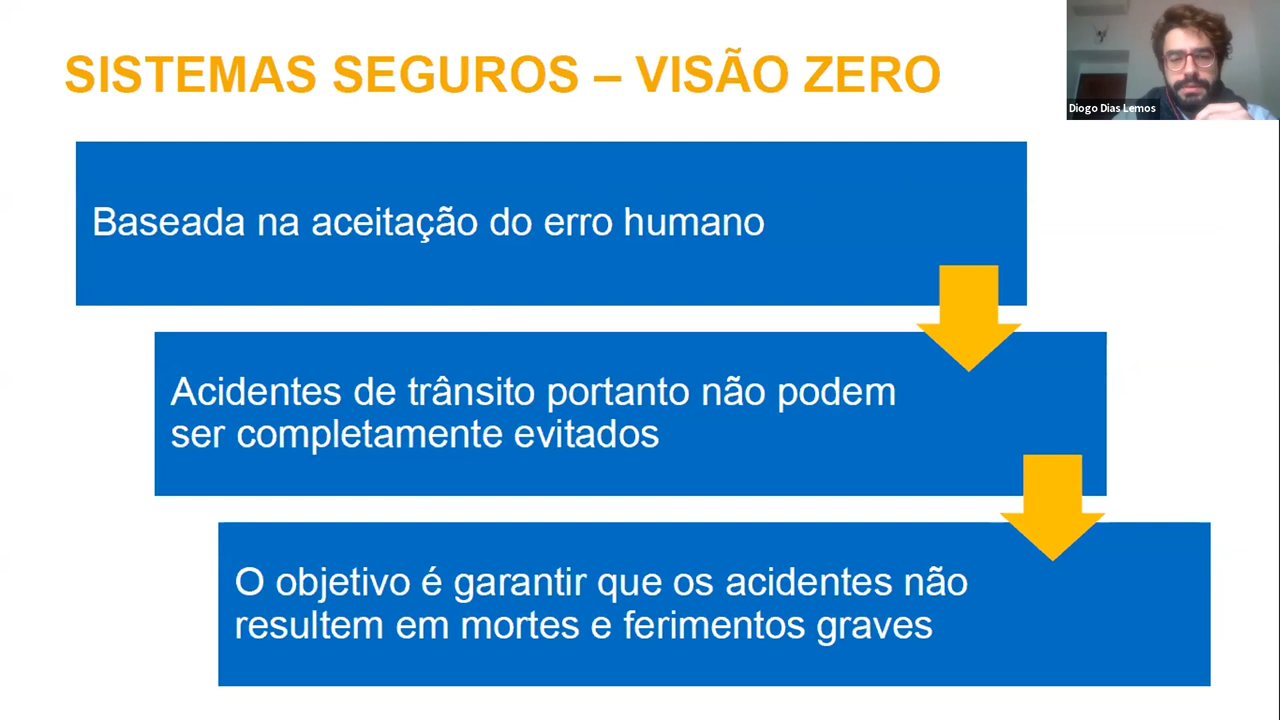 SISTEMAS SEGUROS – VISÃO ZERO
Diogo Dias Lemos
Baseada na aceitação do erro humano
Acidentes de trânsito portanto não podem
ser completamente evitados
O objetivo é garantir que os acidentes não
resultem em mortes e ferimentos graves